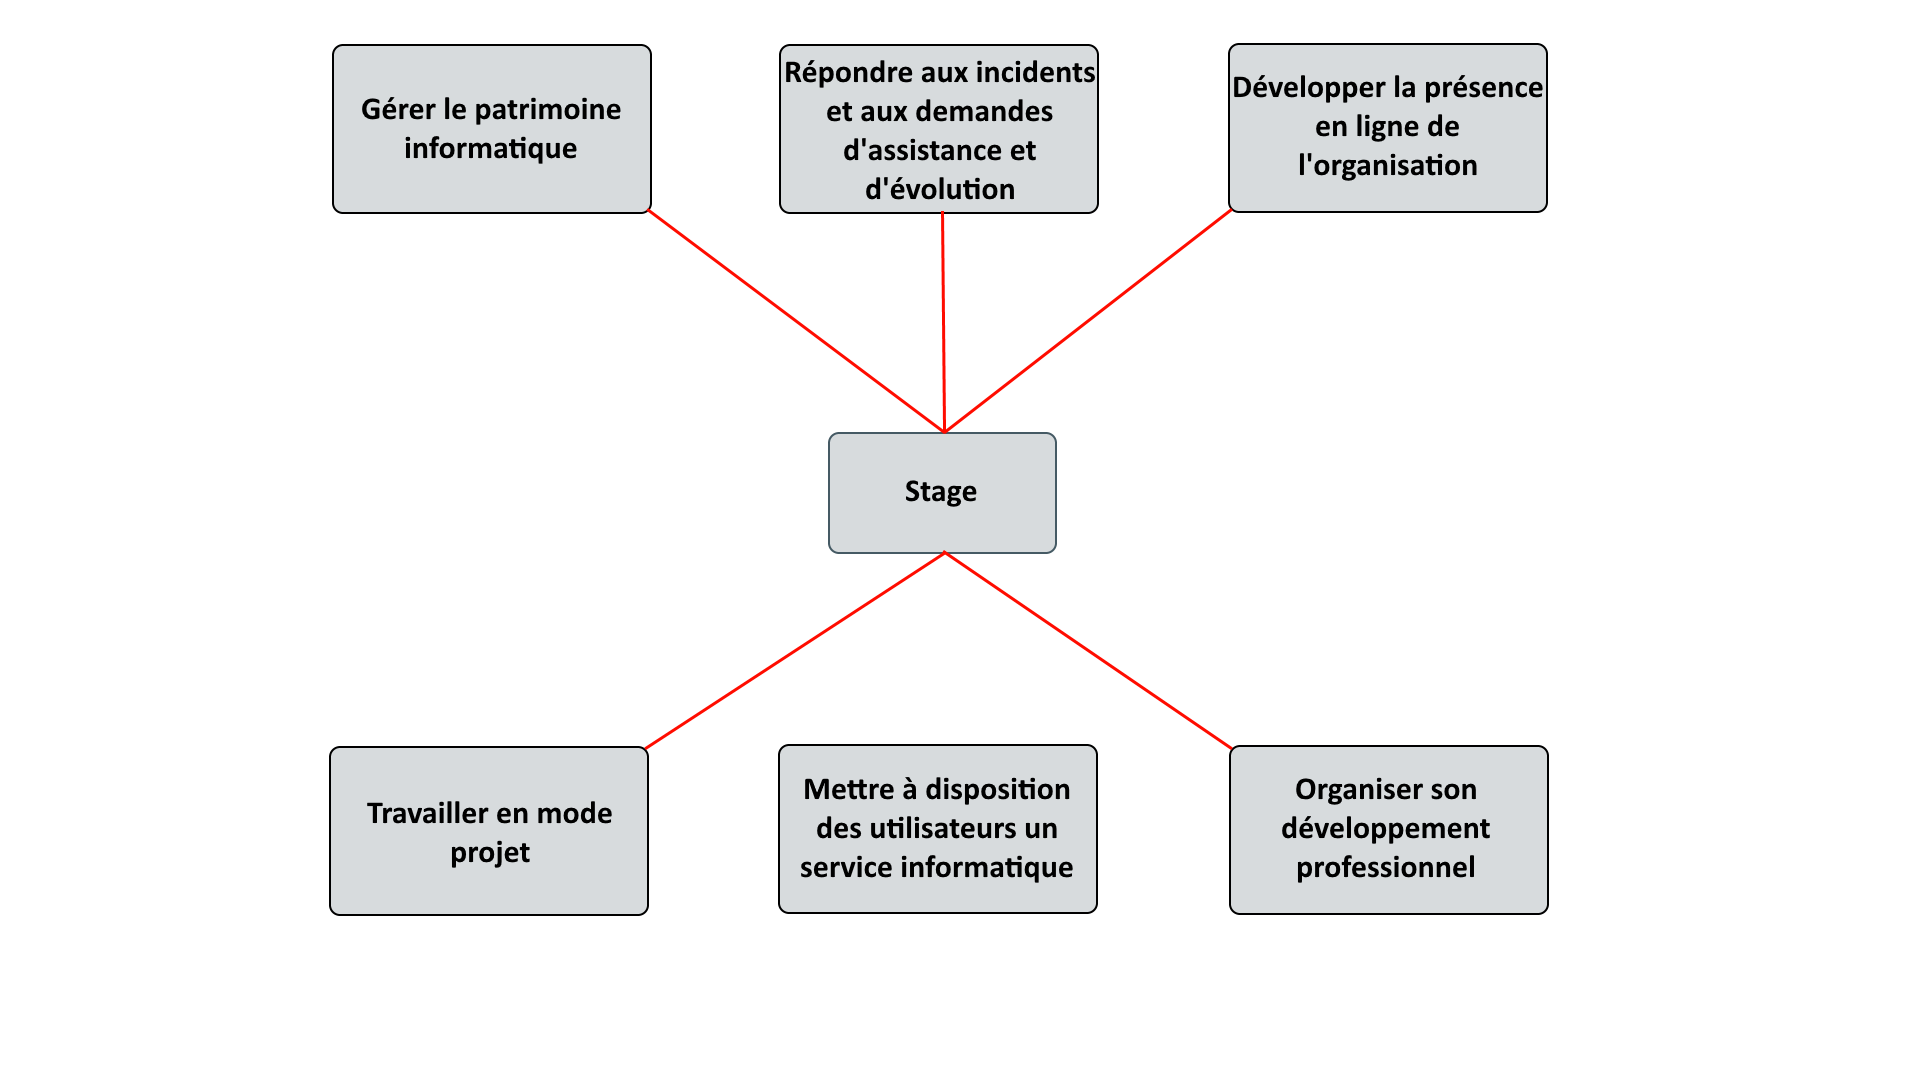 Gérer le patrimoine
informatique
Répondre aux incidents
et aux demandes
d'assistance et
d'évolution
Développer la présence
en ligne de
l'organisation
Stage
Travailler en mode
projet
Mettre à disposition
des utilisateurs un
service informatique
Organiser son
développement
professionnel